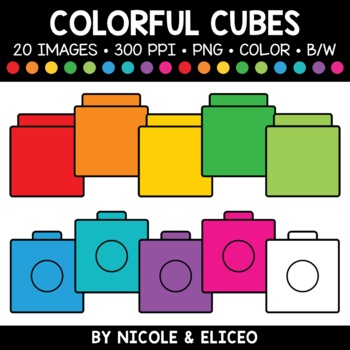 COLORFUL CUBES
20 IMAGES • 300 PPI • PNG • COLOR • B/W
BY NICOLE & ELICEO